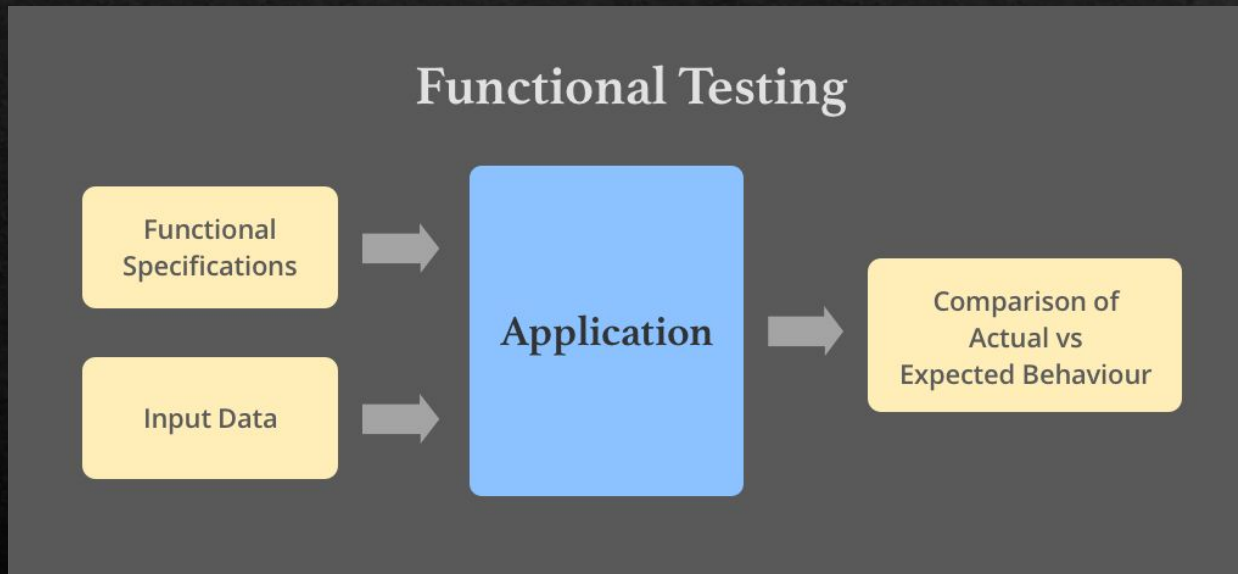 Functional Testing
Functional
Specifications
Input Data
Application
Comparison of
Actual vs
Expected Behaviour